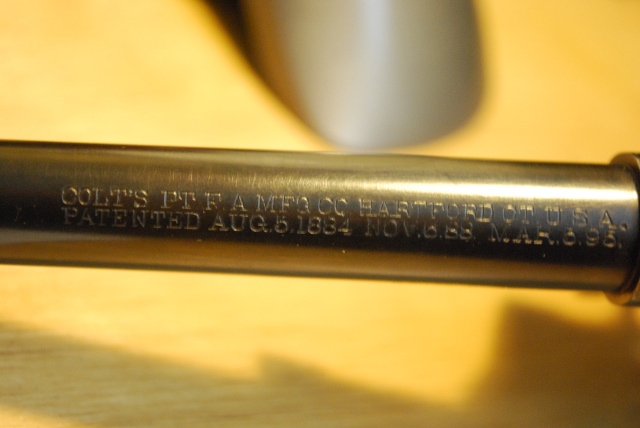 COLT'S PT. F. A. MFG. CO. HARTFORD CT. U.S.A.
PATENTED AUG. 5. 1884 NOV. 6. 88. MAR. 5. 95.